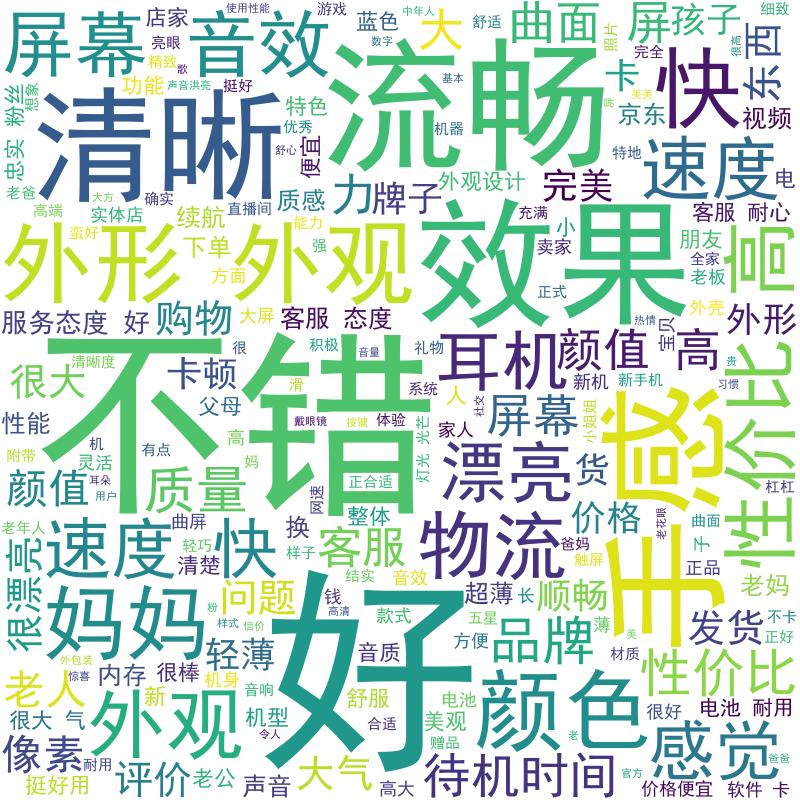 使用性能
游戏
中年人
很高
细致
店家
蓝色
大
舒适
曲面
屏
孩子
屏幕
音效
数字
照片
完全
东西
亮眼
精致
歌
声音洪亮
挺好
功能
粉丝
想象
清晰
流畅
卡
快
基本
美美
特色
京东
视频
优秀
机器
便宜
忠实
舒心
特地
速度
电
老爸
大方
确实
质感
力
牌子
外观设计
完美
高端
实体店
续航
直播间
能力
充满
小
客服 耐心
外形
外观
蛮好
下单
强
效果
卖家
朋友
高
方面
全家
老板
正式
服务态度 好
购物
大屏
客服 态度
热情
宝贝
外壳
外形
不错
清晰度
很
积极
音量
礼物
耳机
颜值
高
很大
卡顿
滑
系统
人
新机
新手机
贵
习惯
性价比
父母
戴眼镜
按键
体验
社交
屏幕
小姐姐
手感
性能
机
有点
高
家人
附带
灵活
妈
灯光
光芒
漂亮
货
颜值
耳朵
用户
质量
正合适
网速
杠杠
老年人
曲屏
换
整体
物流
价格
老花眼
曲面
子
很漂亮
速度
快
轻巧
清楚
样子
客服
爸妈
触屏
正品
妈妈
结实
音效
超薄
长
顺畅
老妈
问题
粉
高清
钱
款式
五星
薄
美
发货
不卡
正好
样式
信价
好
方便
品牌
材质
外包装
惊喜
轻薄
音质
性价比
老人
内存
很棒
机身
新
音响
舒服
电池
颜色
很好
电池 耐用
很大
气
外观
机型
令人
合适
美观
赠品
老
感觉
像素
耐用
爸爸
挺好用
评价
老公
声音
大气
高大
待机时间
官方
价格便宜
软件
卡